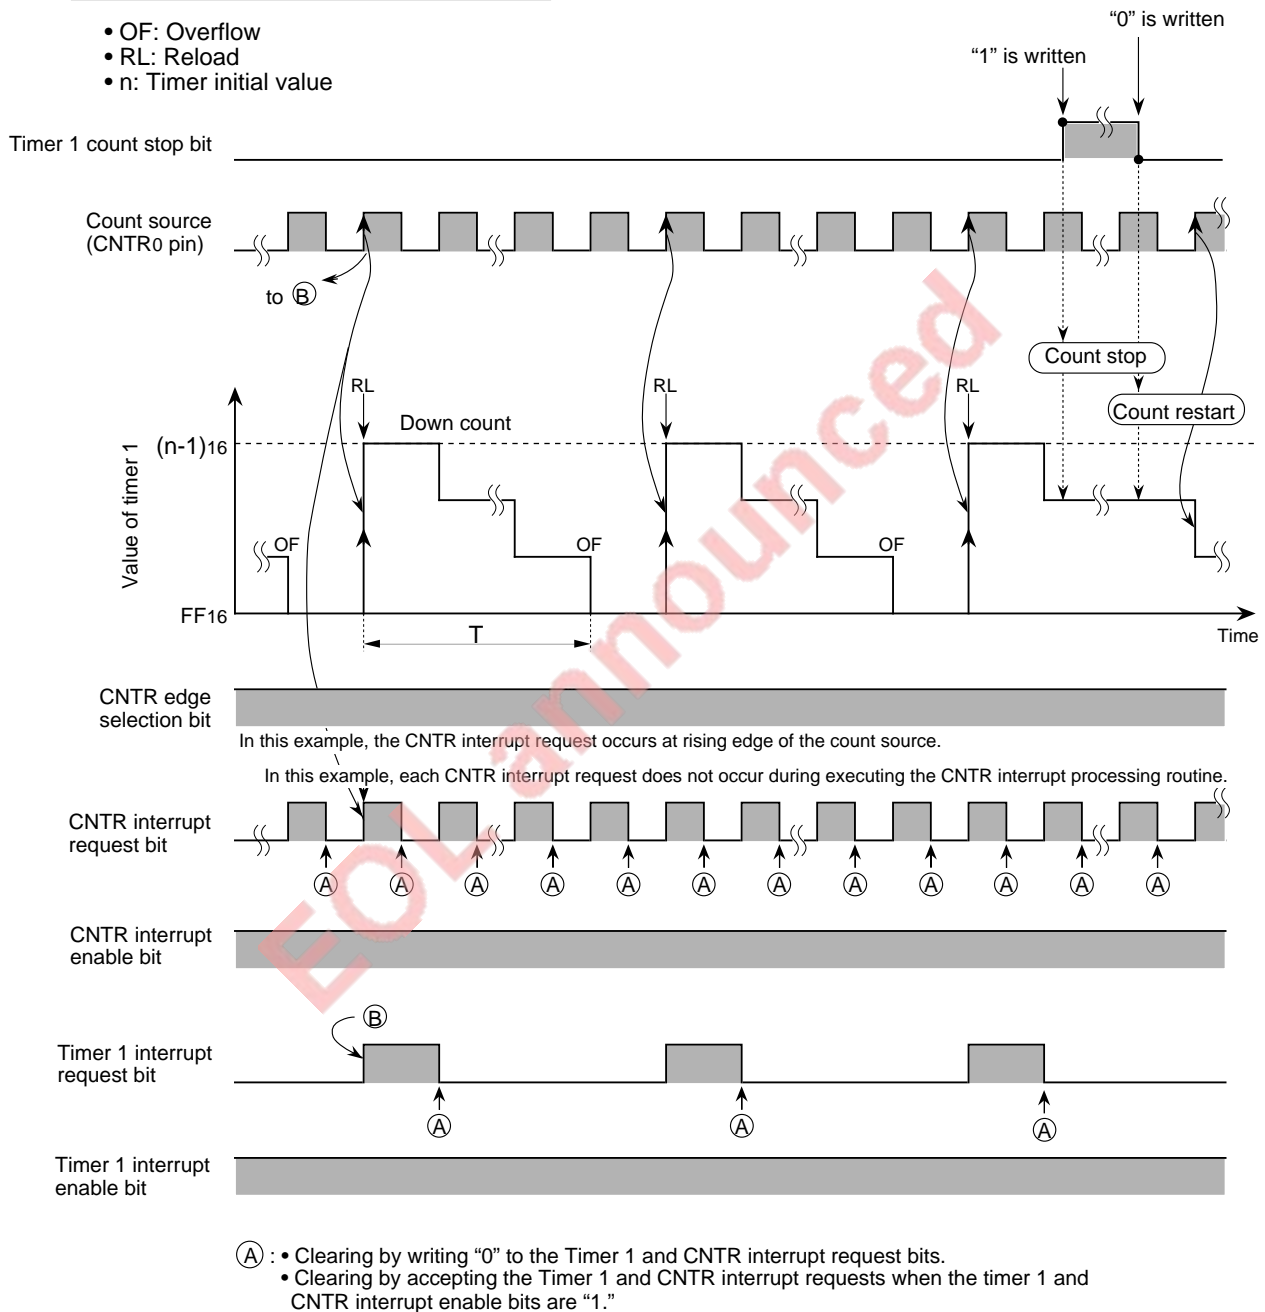 • OF: Overflow
• RL: Reload
• n: Timer initial value
“0” is written
“1” is written
Timer 1 count stop bit
Count source
(CNTR0 pin)
to B
Count stop
Count restart
RL
RL
RL
Down count
(n-1)16
Value of timer 1
OF
OF
OF
FF16
T
Time
CNTR edge
selection bit
In this example, the CNTR interrupt request occurs at rising edge of the count source.
In this example, each CNTR interrupt request does not occur during executing the CNTR interrupt processing routine.
CNTR interrupt
request bit
A A A A A A A A A A A A
CNTR interrupt
enable bit
B
Timer 1 interrupt
request bit
A A A
Timer 1 interrupt
enable bit
A : • Clearing by writing “0” to the Timer 1 and CNTR interrupt request bits.
• Clearing by accepting the Timer 1 and CNTR interrupt requests when the timer 1 and
CNTR interrupt enable bits are “1.”
EOL announced